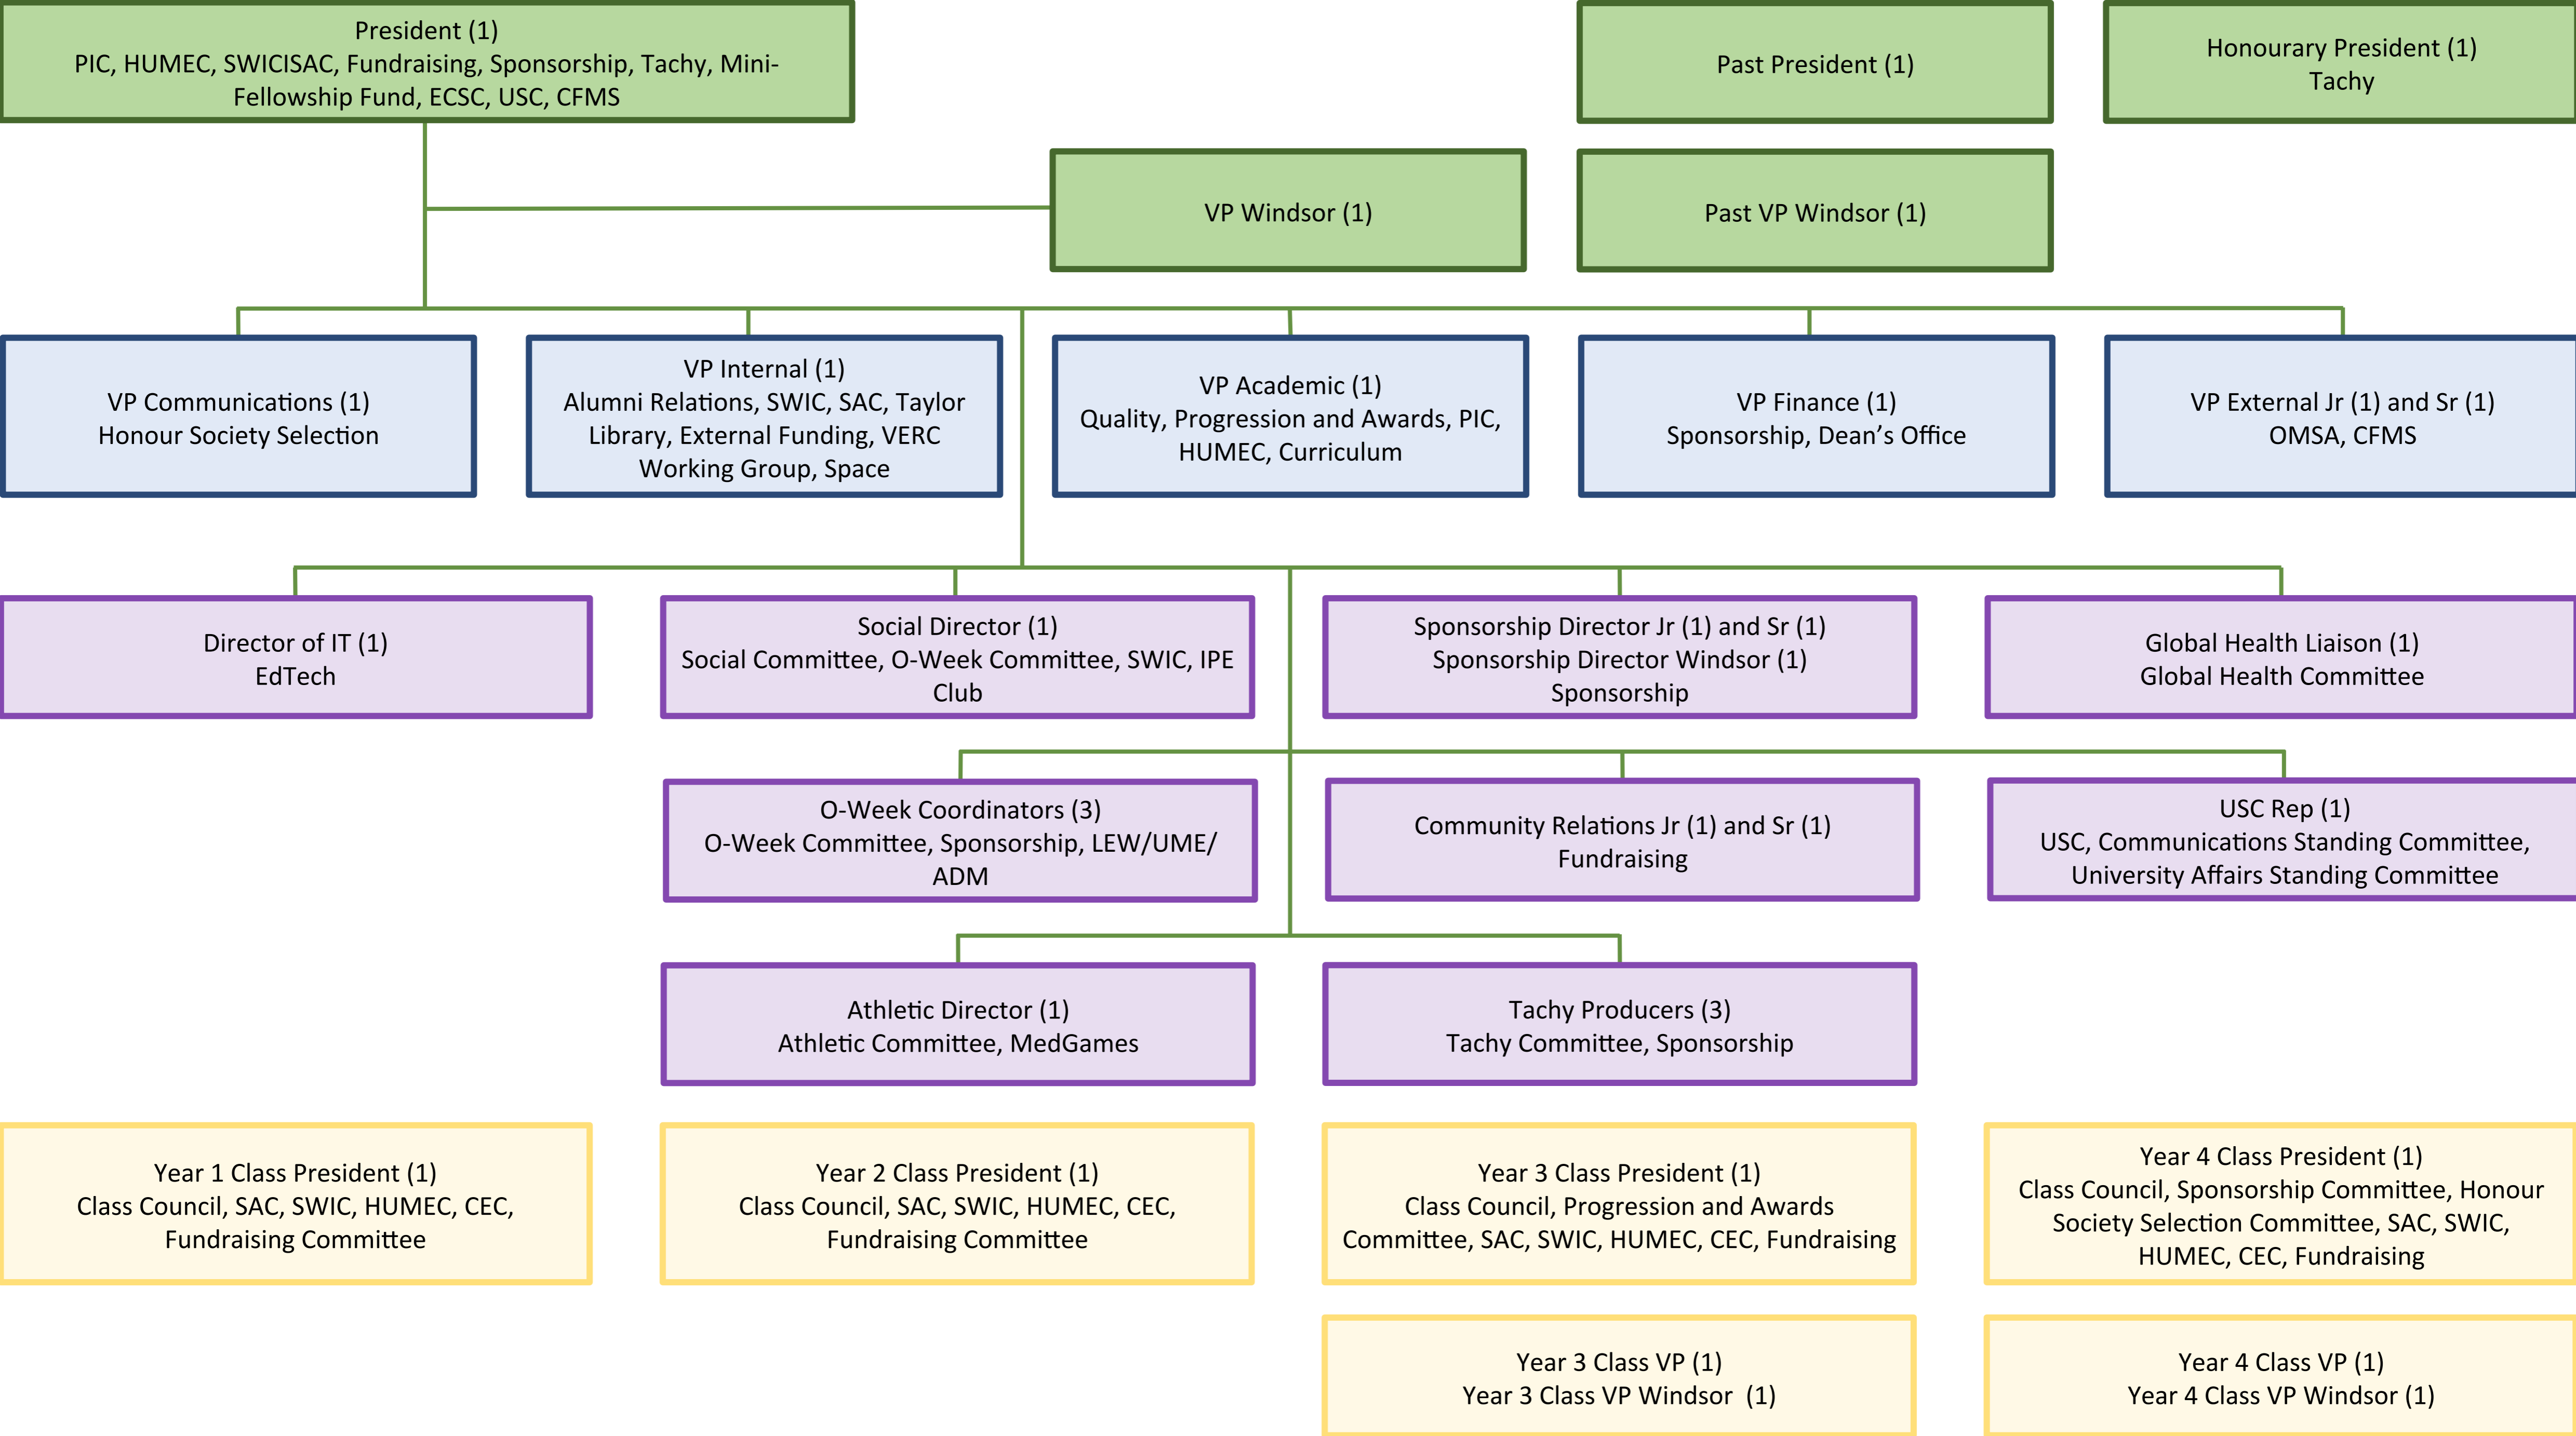 President (1)
PIC, HUMEC, SWICISAC, Fundraising, Sponsorship, Tachy, Mini-
Fellowship Fund, ECSC, USC, CFMS
Past President (1)
Honourary President (1)
Tachy
VP Windsor (1)
Past VP Windsor (1)
VP Communications (1)
Honour Society Selection
VP Internal (1)
Alumni Relations, SWIC, SAC, Taylor
Library, External Funding, VERC
Working Group, Space
VP Academic (1)
Quality, Progression and Awards, PIC,
HUMEC, Curriculum
VP Finance (1)
Sponsorship, Dean’s Office
VP External Jr (1) and Sr (1)
OMSA, CFMS
Director of IT (1)
EdTech
Social Director (1)
Social Committee, O-Week Committee, SWIC, IPE
Club
Sponsorship Director Jr (1) and Sr (1)
Sponsorship Director Windsor (1)
Sponsorship
Global Health Liaison (1)
Global Health Committee
O-Week Coordinators (3)
O-Week Committee, Sponsorship, LEW/UME/
ADM
Community Relations Jr (1) and Sr (1)
Fundraising
USC Rep (1)
USC, Communications Standing Committee,
University Affairs Standing Committee
Athletic Director (1)
Athletic Committee, MedGames
Tachy Producers (3)
Tachy Committee, Sponsorship
Year 1 Class President (1)
Class Council, SAC, SWIC, HUMEC, CEC,
Fundraising Committee
Year 2 Class President (1)
Class Council, SAC, SWIC, HUMEC, CEC,
Fundraising Committee
Year 3 Class President (1)
Class Council, Progression and Awards
Committee, SAC, SWIC, HUMEC, CEC, Fundraising
Year 4 Class President (1)
Class Council, Sponsorship Committee, Honour
Society Selection Committee, SAC, SWIC,
HUMEC, CEC, Fundraising
Year 3 Class VP (1)
Year 3 Class VP Windsor (1)
Year 4 Class VP (1)
Year 4 Class VP Windsor (1)